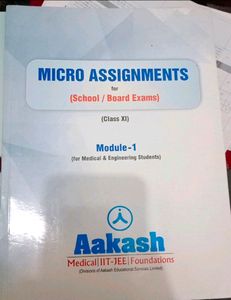 MICRO ASSIGNMENTS
for
(School / Board Exams)
(Class XI)
Module-1
(for Medical & Engineering Students)
Aakash
Medical|IIT-JEE|Foundations
(Divisions of Aakash Educational Services Limited)